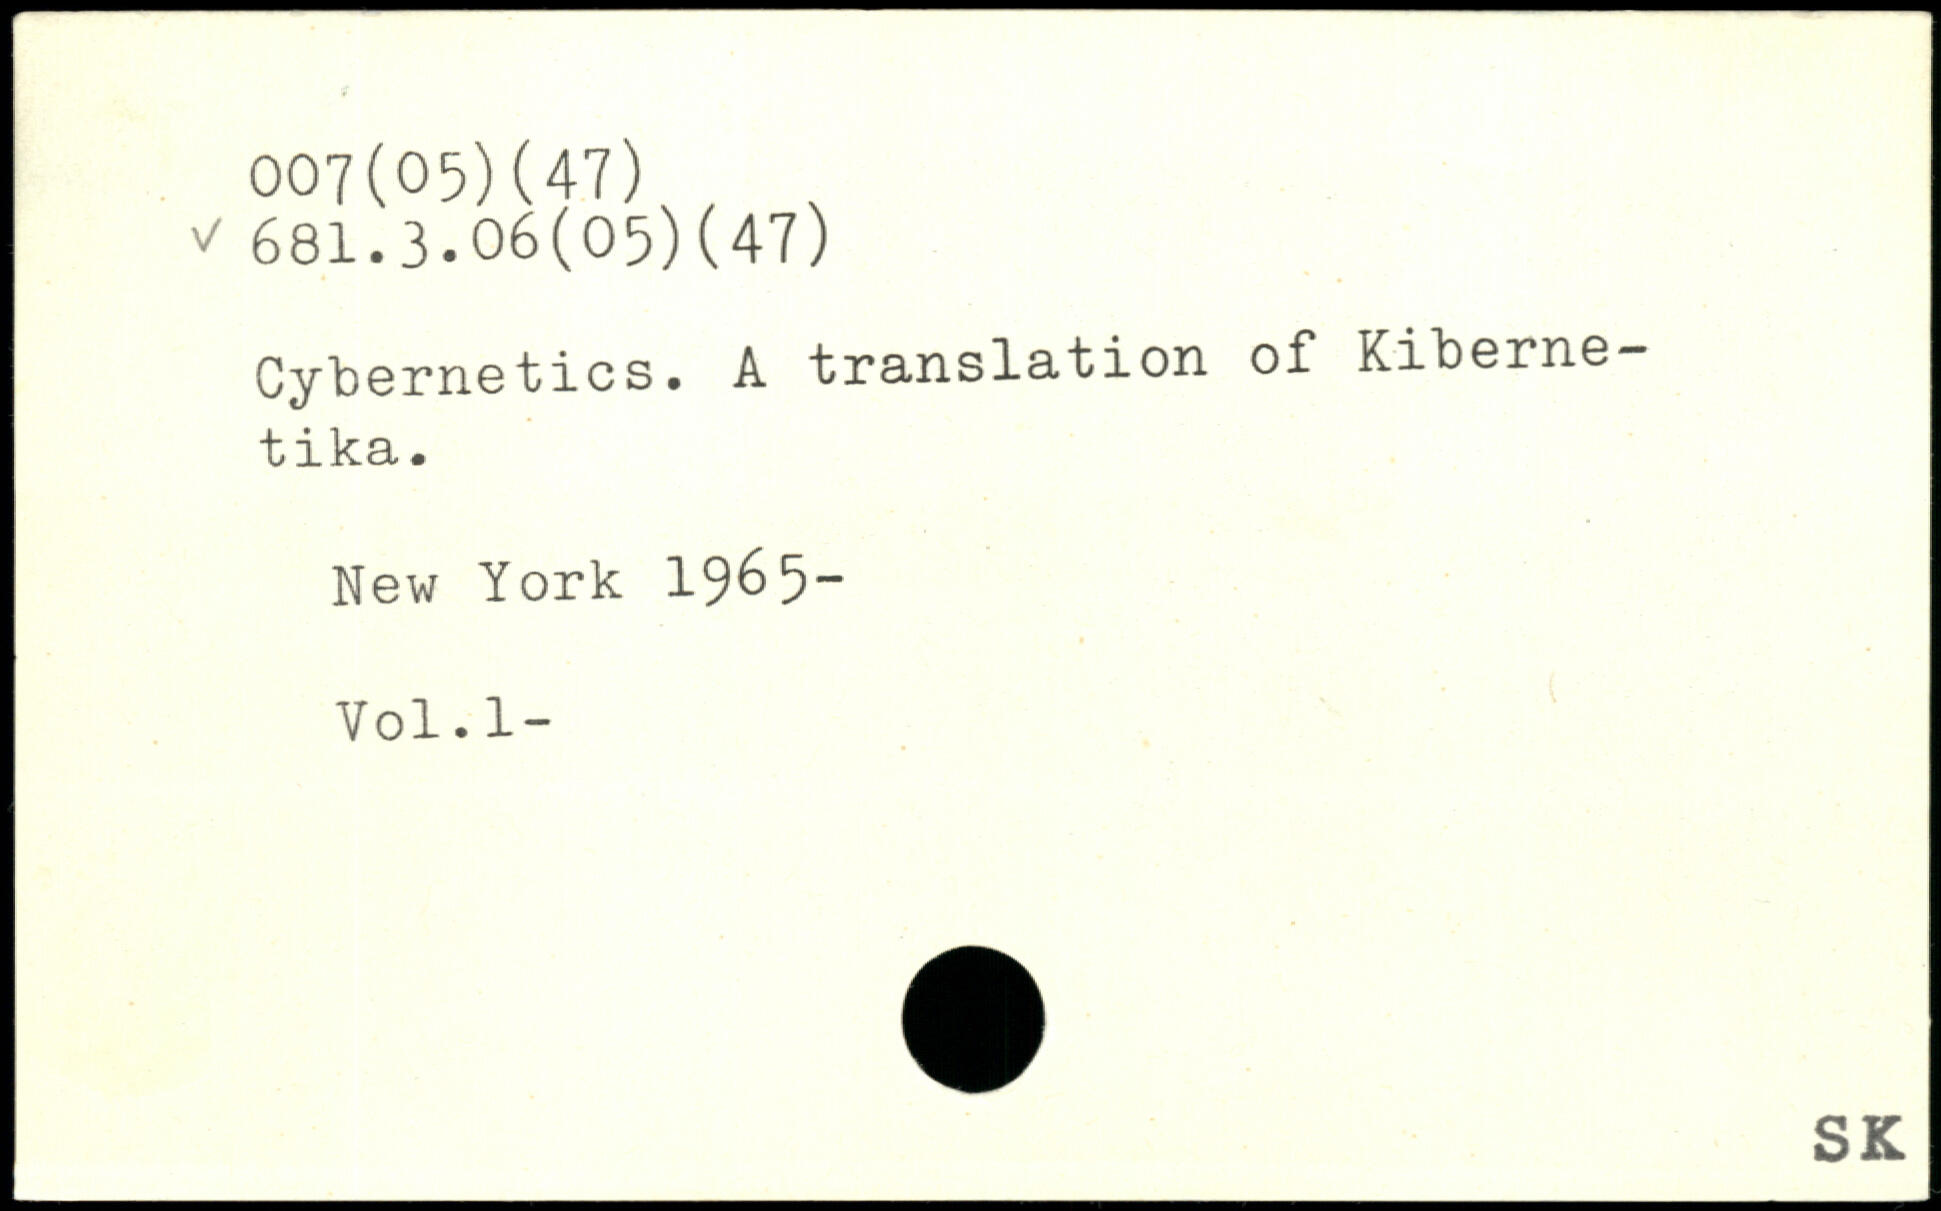 007(05)(47)
✓ 681.3.06(05)(47)
Cybernetics. A translation of Kiberne-
tika.
New York 1965-
Vol.1-
SK